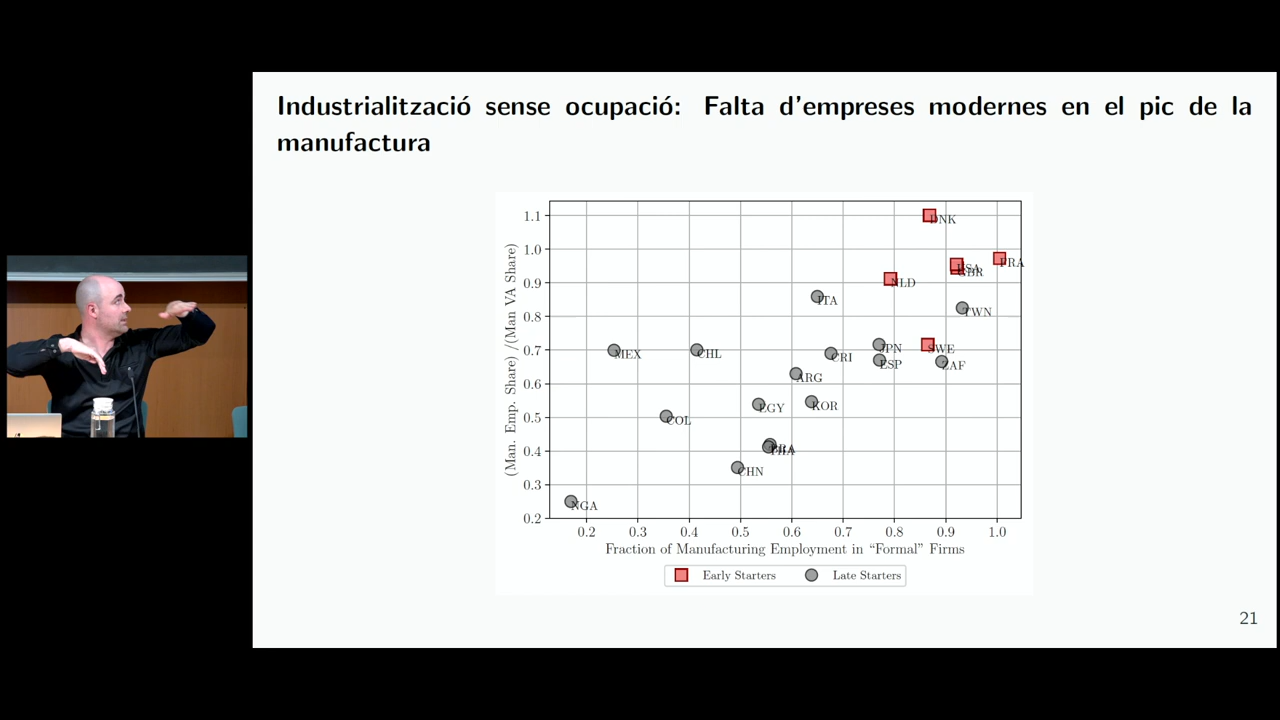 Industrialització sense ocupació: Falta d'empreses modernes en el pic de la
manufactura
(Man. Emp. Share) /(Man VA Share)
1.1
1.0
0.9
0.8
0.7
0.6
0.5
0.4
0.3
0.2
DNK
FRA
NLD
ITA
TWN
MEX
CHL
CRI
JPN
SWE
ESP
ZAF
ARG
EGY
KOR
COL
CHN
NGA
0.2 0.3 0.4 0.5 0.6 0.7 0.8 0.9 1.0
Fraction of Manufacturing Employment in “Formal” Firms
Early Starters Late Starters
21